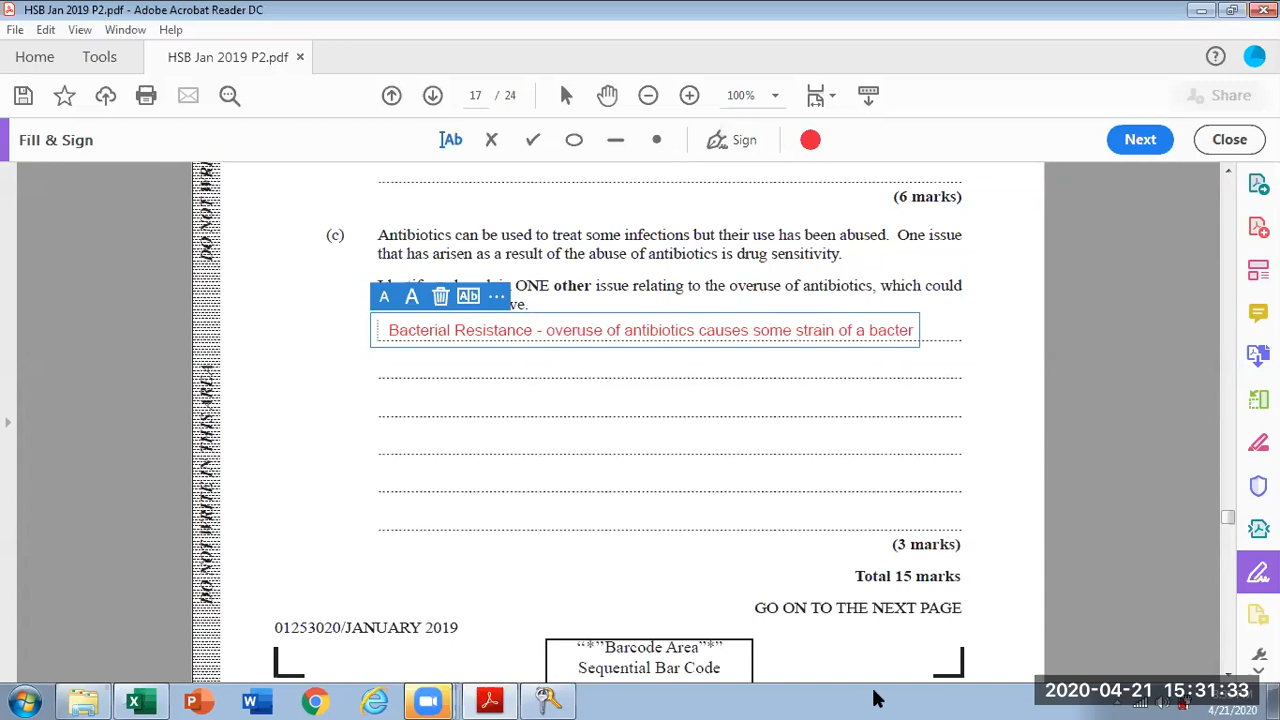 HSB Jan 2019 P2.pdf - Adobe Acrobat Reader DC
File Edit View Window Help
Home Tools HSB Jan 2019 P2.pdf ×
17 / 24 100% Share
Fill & Sign Ab Sign Next Close
(6 marks)
(c) Antibiotics can be used to treat some infections but their use has been abused. One issue
that has arisen as a result of the abuse of antibiotics is drug sensitivity.
ONE other issue relating to the overuse of antibiotics, which could
ve.
A A Ab ...
Bacterial Resistance - overuse of antibiotics causes some strain of a bacter
(3 marks)
Total 15 marks
GO ON TO THE NEXT PAGE
01253020/JANUARY 2019
“*”Barcode Area”*”
Sequential Bar Code
2020-04-21 15:31:33
4/21/2020